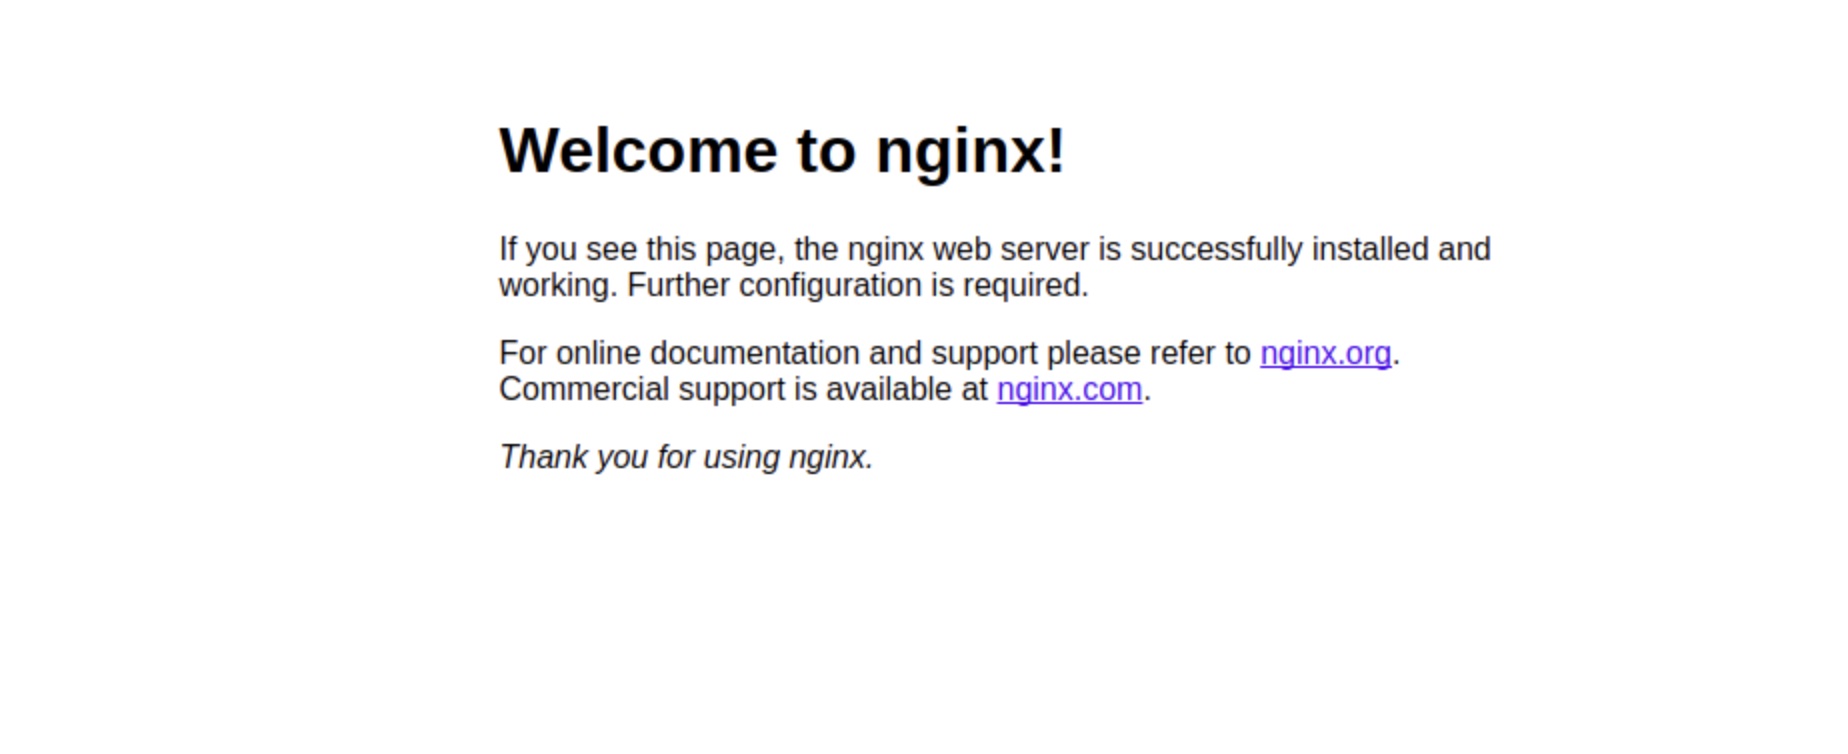 Welcome to nginx!
If you see this page, the nginx web server is successfully installed and
working. Further configuration is required.
For online documentation and support please refer to nginx.org.
Commercial support is available at nginx.com.
Thank you for using nginx.